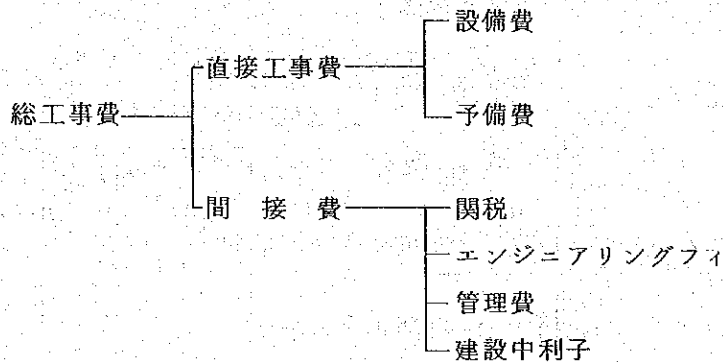 設備費
直接工事費
総工事費
予備費
間接費
関税
エンジニアリングフィ
管理費
建設中利子